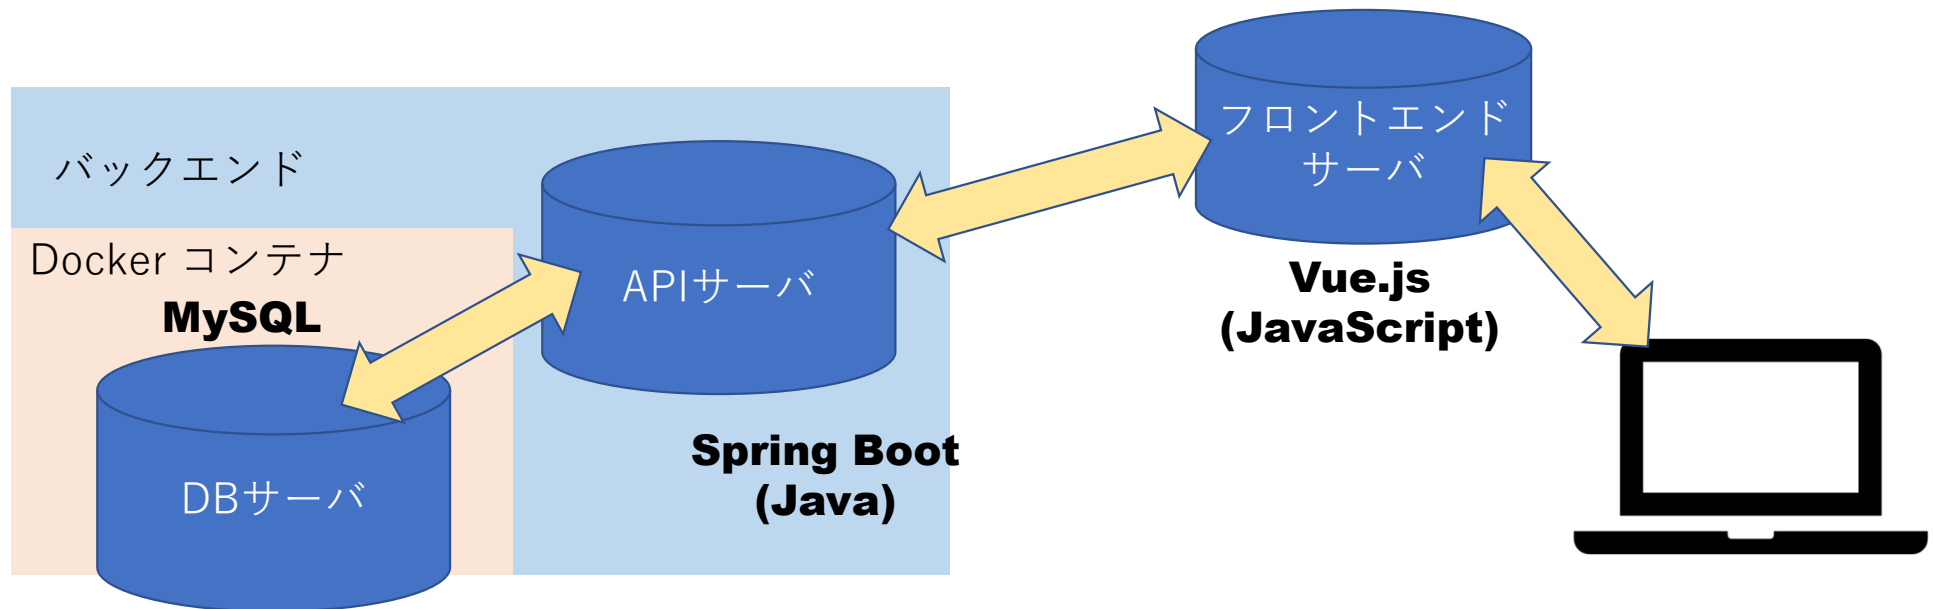 バックエンド
Docker コンテナ
MySQL
DBサーバ
APIサーバ
Spring Boot
(Java)
フロントエンド
サーバ
Vue.js
(JavaScript)